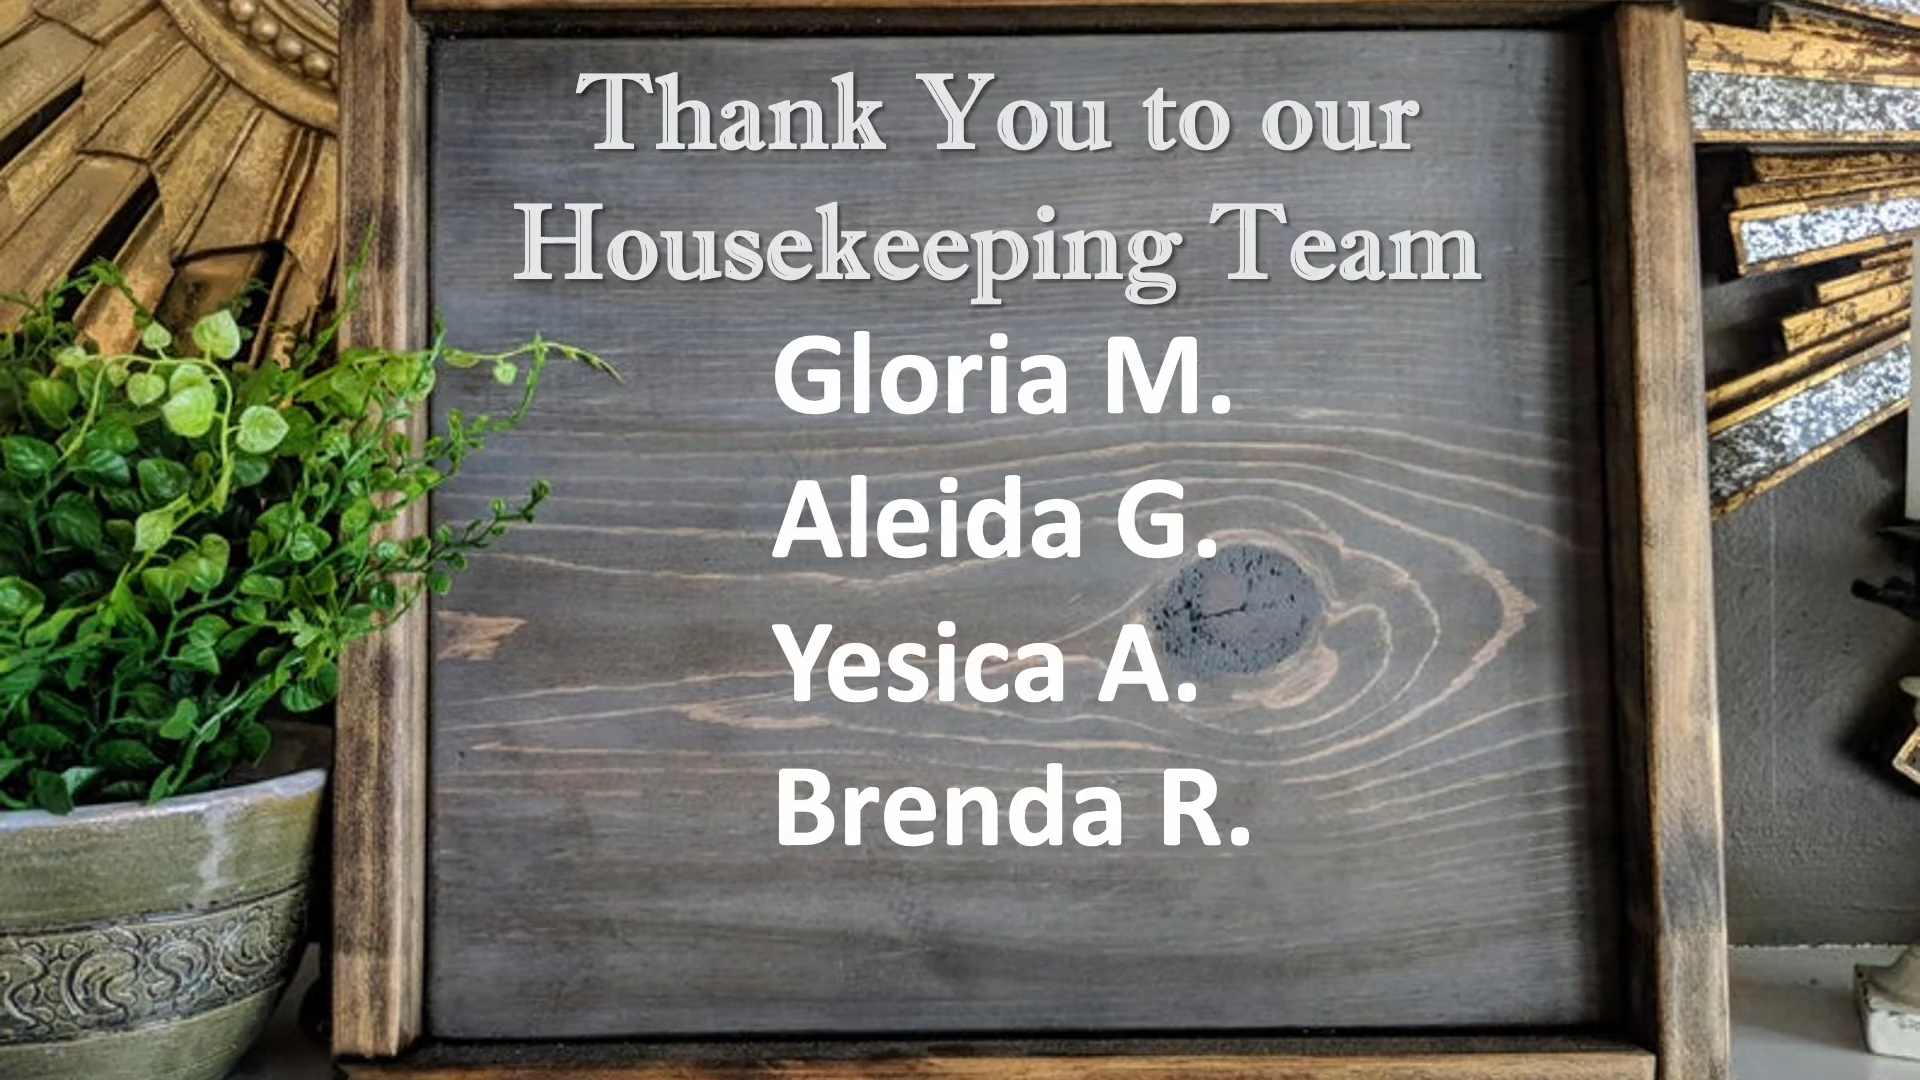 Thank You to our
Housekeeping Team
Gloria M.
Aleida G.
Yesica A.
Brenda R.